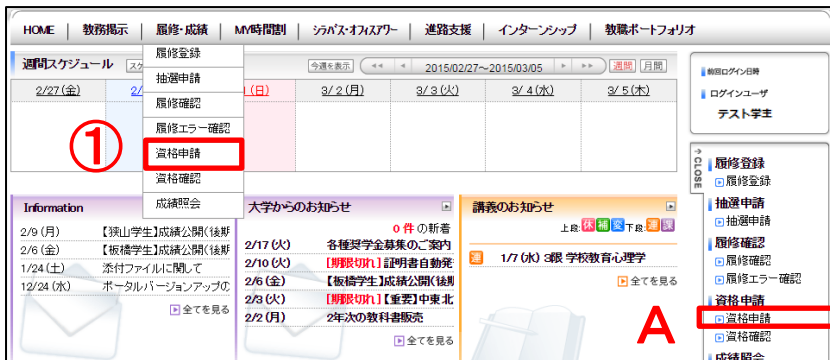 HOME | 教務掲示 | 履修・成績 | MY時間割 | シラバス・オフィスアワー | 進路支援 | インターンシップ | 教職ポートフォリオ
週間スケジュール
今週を表示 2015/02/27~2015/03/05 週間 月間
2/27(金) (日) 3/2(月) 3/3(火) 3/4(水) 3/5(木)
履修登録
抽選申請
履修確認
履修エラー確認
資格申請
資格確認
成績照会
①
前回ログイン日時
ログインユーザ
テスト学生
CLOSE
履修登録
履修登録
抽選申請
抽選申請
履修確認
履修確認
履修エラー確認
資格申請
資格申請
資格確認
成績照会
A
Information
2/9(月) 【狭山学生】成績公開(後期
2/6(金) 【板橋学生】成績公開(後期
1/24(土) 添付ファイルに関して
12/24(水) ポータルバージョンアップの
全てを見る
大学からのお知らせ
0件の新着
2/17(火) 各種奨学金募集のご案内
2/10(火) [期限切れ]証明書自動発
2/6(金) 【板橋学生】成績公開(後期
2/3(火) [期限切れ]【重要】中東北
2/2(月) 2年次の教科書販売
全てを見る
講義のお知らせ
上段:休補変下段:連課
連 1/7(水) 3限 学校教育心理学
全てを見る